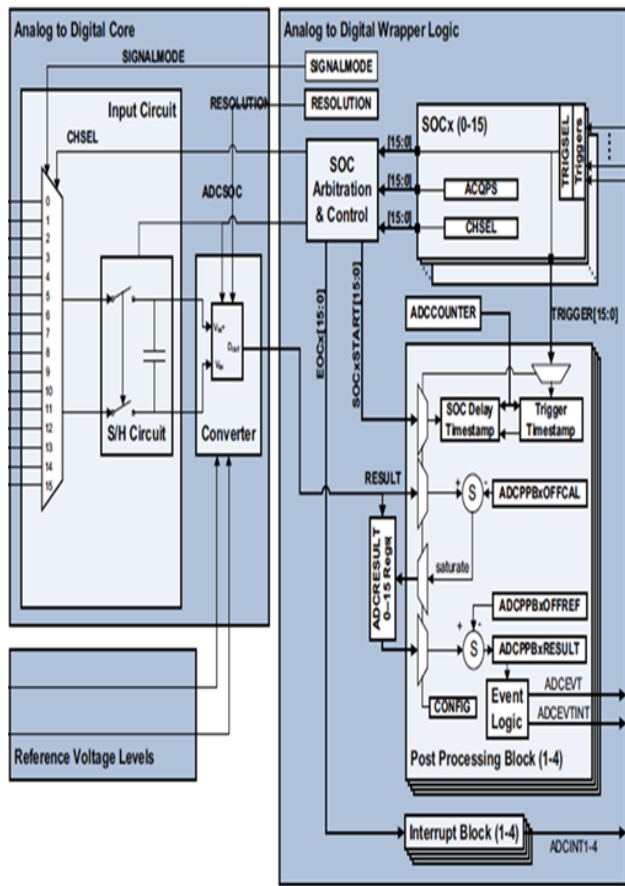 Analog to Digital Core
Analog to Digital Wrapper Logic
SIGNALMODE
SIGNALMODE
RESOLUTION
RESOLUTION
Input Circuit
CHSEL
ADCSOC
SOC
Arbitration
& Control
[15:0]
[15:0]
[15:0]
SOCx (0-15)
ACQPS
CHSEL
TRIGSEL
Triggers
0
1
2
3
4
5
6
7
8
9
10
11
12
13
14
15
S/H Circuit
VIN+
VIN-
DOUT
Converter
EOCx[15:0]
SOCxSTART[15:0]
ADCCOUNTER
TRIGGER[15:0]
SOC Delay
Timestamp
Trigger
Timestamp
RESULT
+
S
-
ADCPPBxOFFCAL
saturate
ADCRESULT
0–15 Regs
ADCPPBxOFFREF
+
-
S
ADCPPBxRESULT
CONFIG
Event
Logic
ADCEVT
ADCEVTINT
Post Processing Block (1-4)
Reference Voltage Levels
Interrupt Block (1-4)
ADCINT1-4